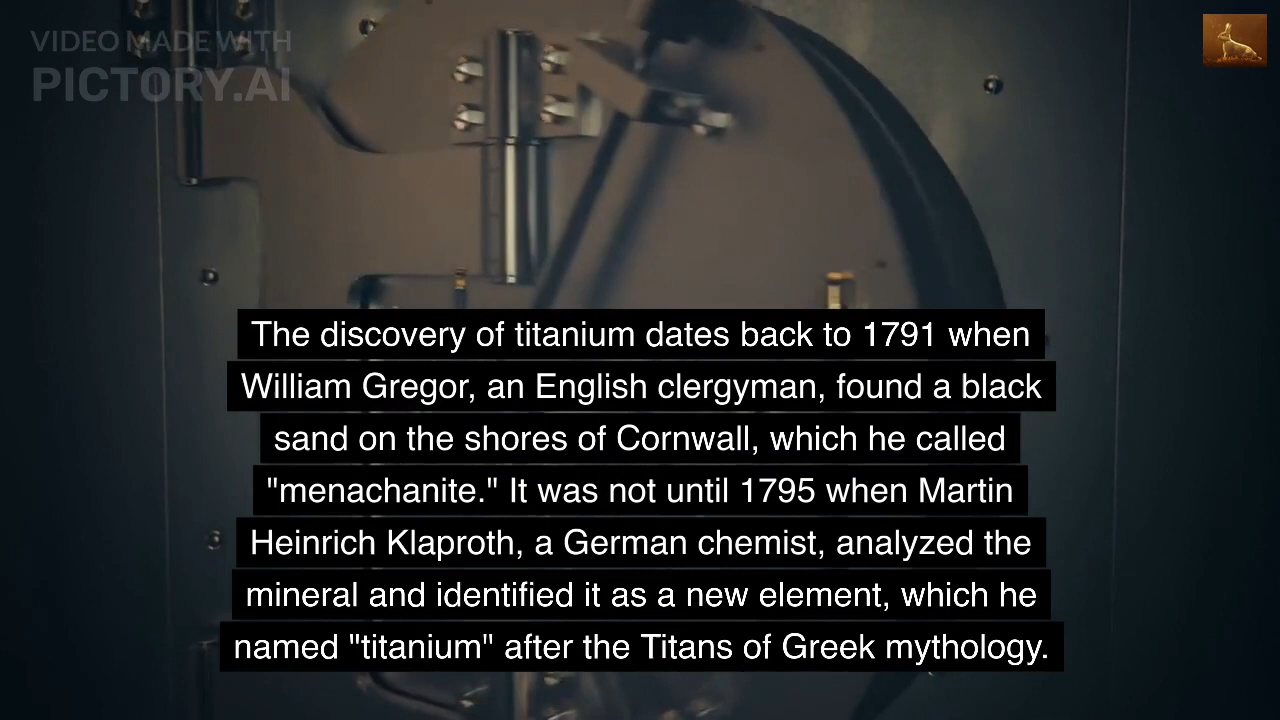 VIDEO MADE WITH
PICTORY.AI
The discovery of titanium dates back to 1791 when
William Gregor, an English clergyman, found a black
sand on the shores of Cornwall, which he called
"menachanite." It was not until 1795 when Martin
Heinrich Klaproth, a German chemist, analyzed the
mineral and identified it as a new element, which he
named "titanium" after the Titans of Greek mythology.